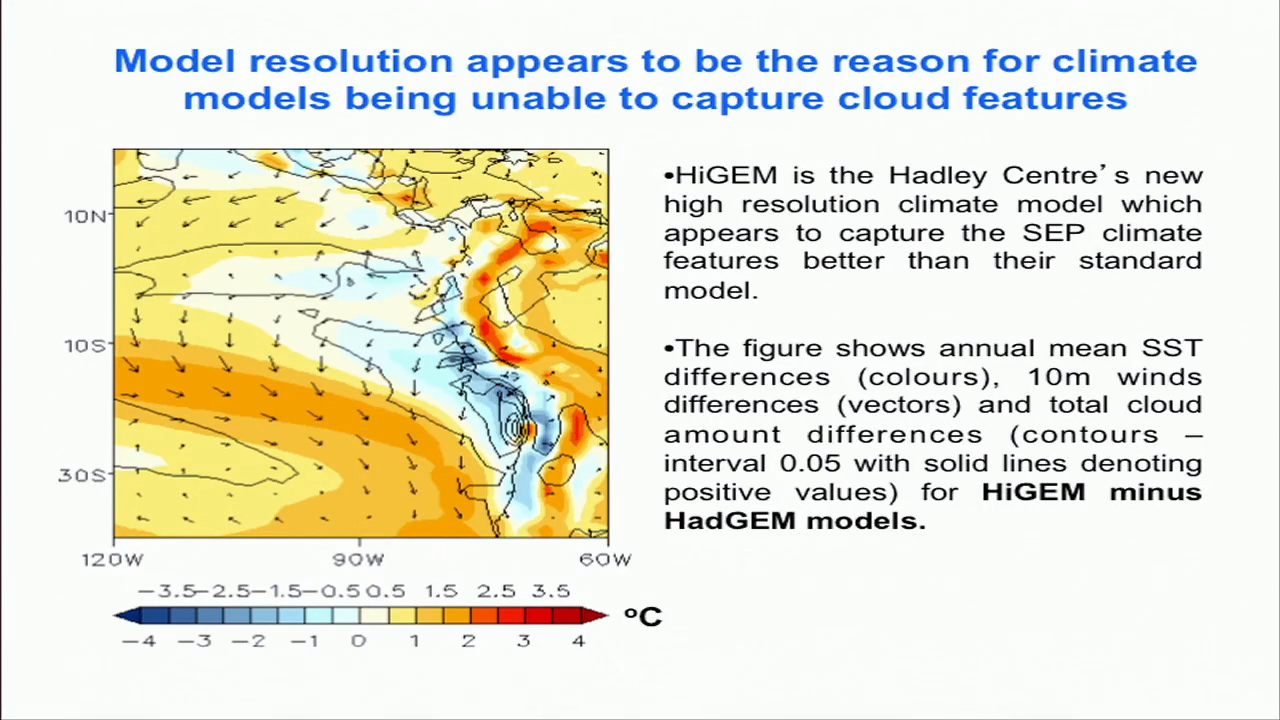 Model resolution appears to be the reason for climate
models being unable to capture cloud features
10N
10S
30S
120W 90W 60W
−3.5−2.5−1.5−0.5 0.5 1.5 2.5 3.5
−4 −3 −2 −1 0 1 2 3 4
ºC
•HiGEM is the Hadley Centre’s new
high resolution climate model which
appears to capture the SEP climate
features better than their standard
model.
•The figure shows annual mean SST
differences (colours), 10m winds
differences (vectors) and total cloud
amount differences (contours –
interval 0.05 with solid lines denoting
positive values) for HiGEM minus
HadGEM models.